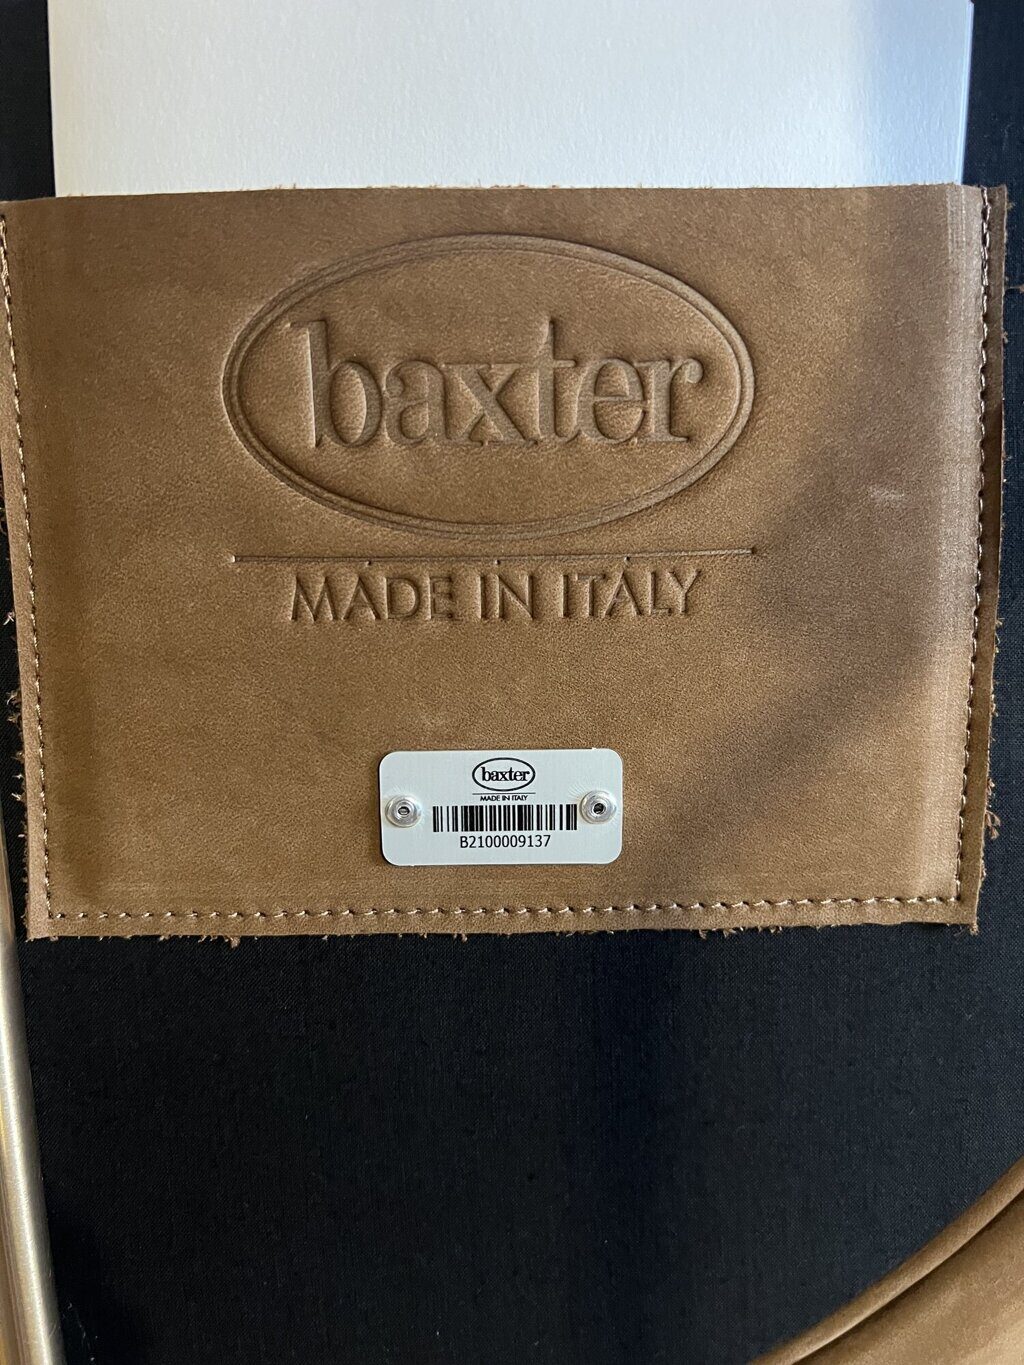 baxter
MADE IN ITALY
baxter
MADE IN ITALY
B2100009137